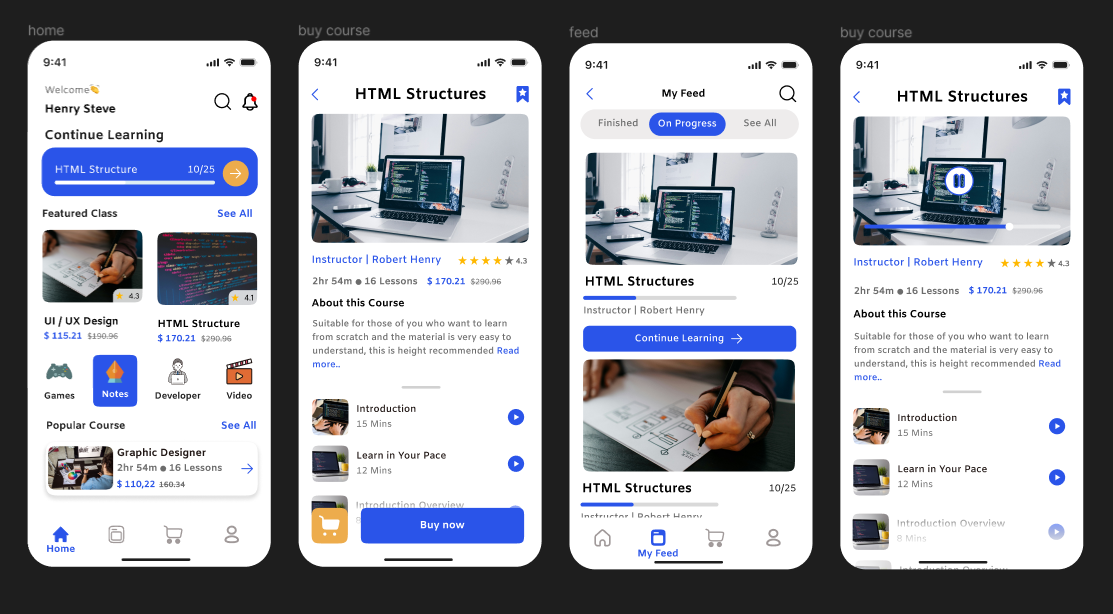 home
9:41
Welcome👏
Henry Steve
Continue Learning
HTML Structure 10/25
Featured Class See All
4.3
4.1
UI / UX Design
$ 115.21 $190.96
HTML Structure
$ 170.21 $290.96
Games
Notes
Developer
Video
Popular Course See All
Graphic Designer
2hr 54m ● 16 Lessons
$ 110,22 160.34
Home
buy course
9:41
HTML Structures
Instructor | Robert Henry 4.3
2hr 54m ● 16 Lessons $ 170.21 $290.96
About this Course
Suitable for those of you who want to learn
from scratch and the material is very easy to
understand, this is height recommended Read
more..
Introduction
15 Mins
Learn in Your Pace
12 Mins
Introduction Overview
8
Buy now
feed
9:41
My Feed
Finished On Progress See All
HTML Structures 10/25
Instructor | Robert Henry
Continue Learning
HTML Structures 10/25
Instructor | Robert Henry
My Feed
buy course
9:41
HTML Structures
Instructor | Robert Henry 4.3
2hr 54m ● 16 Lessons $ 170.21 $290.96
About this Course
Suitable for those of you who want to learn
from scratch and the material is very easy to
understand, this is height recommended Read
more..
Introduction
15 Mins
Learn in Your Pace
12 Mins
Introduction Overview
8 Mins
Introduction Overview